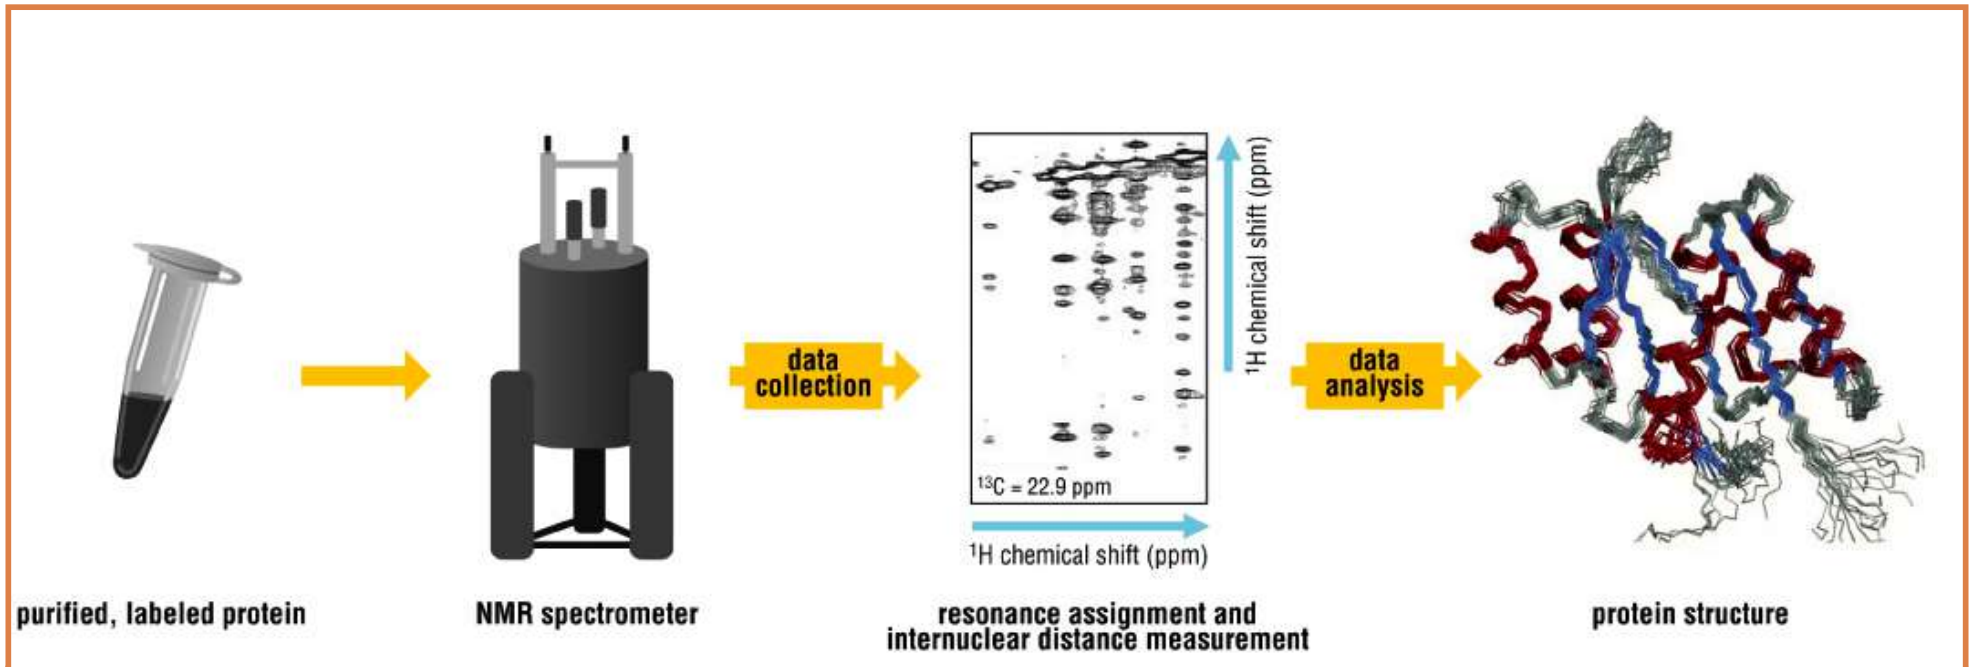 data
collection
¹³C = 22.9 ppm
¹H chemical shift (ppm)
¹H chemical shift (ppm)
data
analysis
purified, labeled protein
NMR spectrometer
resonance assignment and
internuclear distance measurement
protein structure